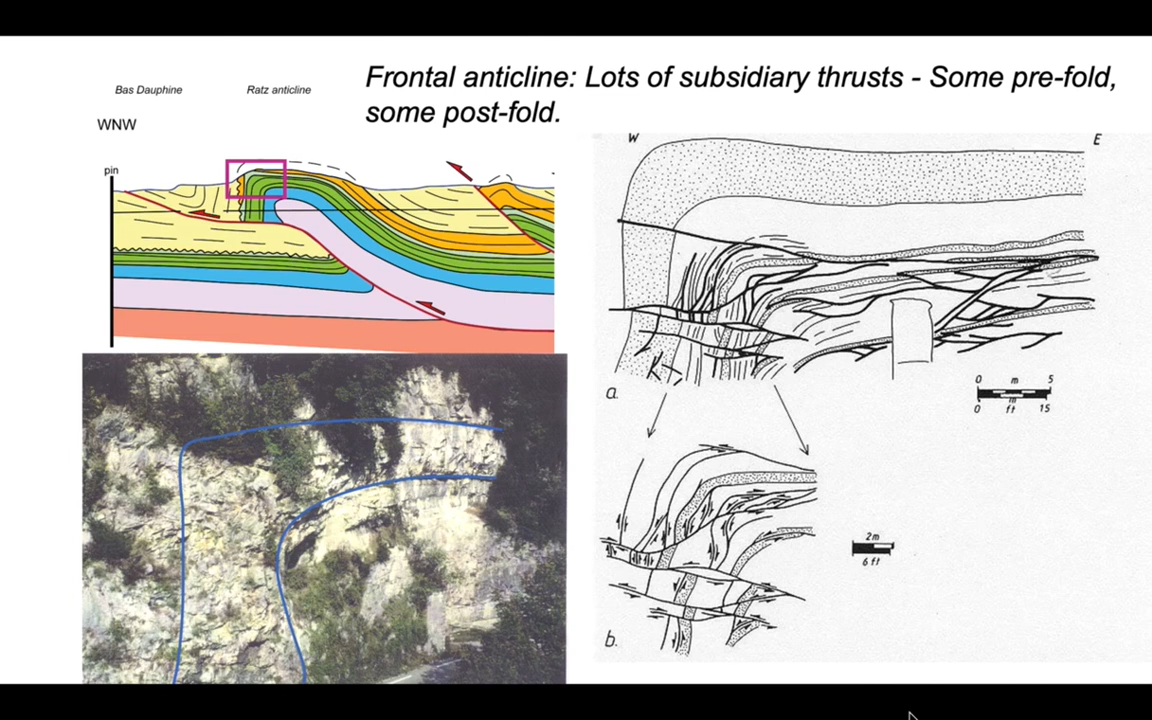 Frontal anticline: Lots of subsidiary thrusts - Some pre-fold,
some post-fold.
Bas Dauphine
Ratz anticline
WNW
pin
W
E
a.
0 m 5
0 ft 15
b.
2m
6 ft